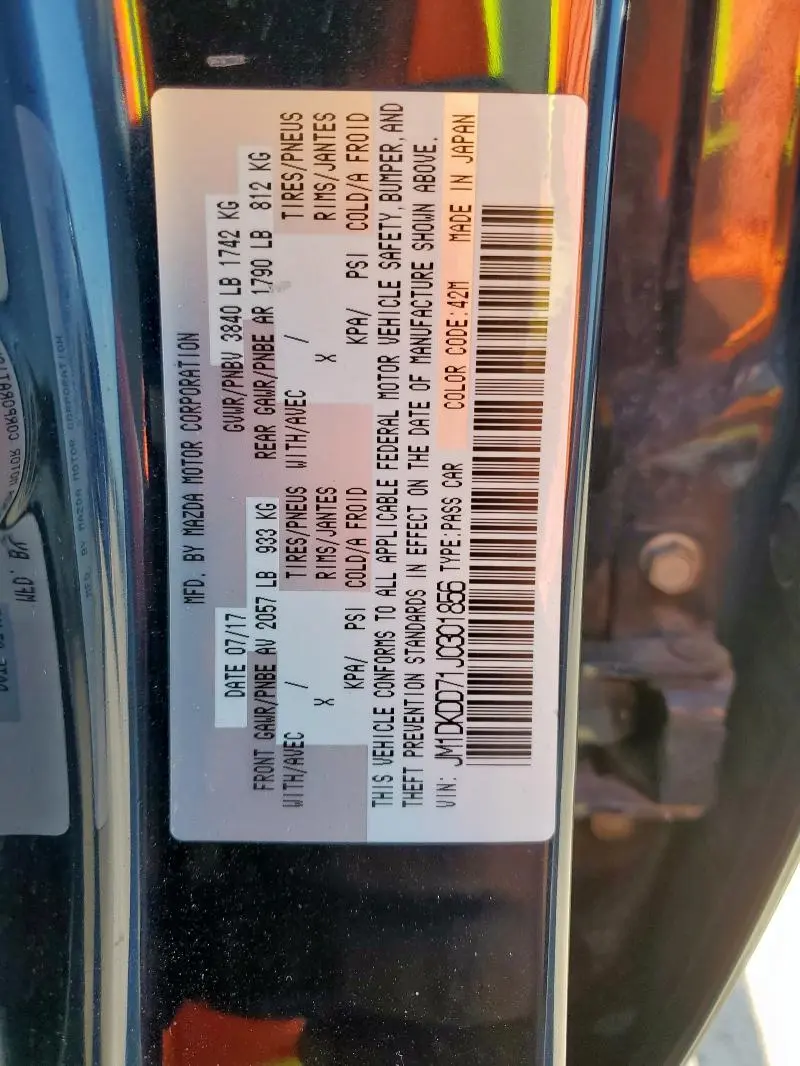 MFD. BY MAZDA MOTOR CORPORATION
DATE 07/17 GVWR/PNBV 3840 LB 1742 KG
FRONT GAWR/PNBE AV 2057 LB 933 KG REAR GAWR/PNBE AR 1790 LB 812 KG
WITH/AVEC / TIRES/PNEUS WITH/AVEC / TIRES/PNEUS
X RIMS/JANTES X RIMS/JANTES
KPA/ PSI COLD/A FROID KPA/ PSI COLD/A FROID
THIS VEHICLE CONFORMS TO ALL APPLICABLE FEDERAL MOTOR VEHICLE SAFETY, BUMPER, AND
THEFT PREVENTION STANDARDS IN EFFECT ON THE DATE OF MANUFACTURE SHOWN ABOVE.
VIN: JM1DKDD71J0301856 TYPE:PASS CAR COLOR CODE:42M MADE IN JAPAN